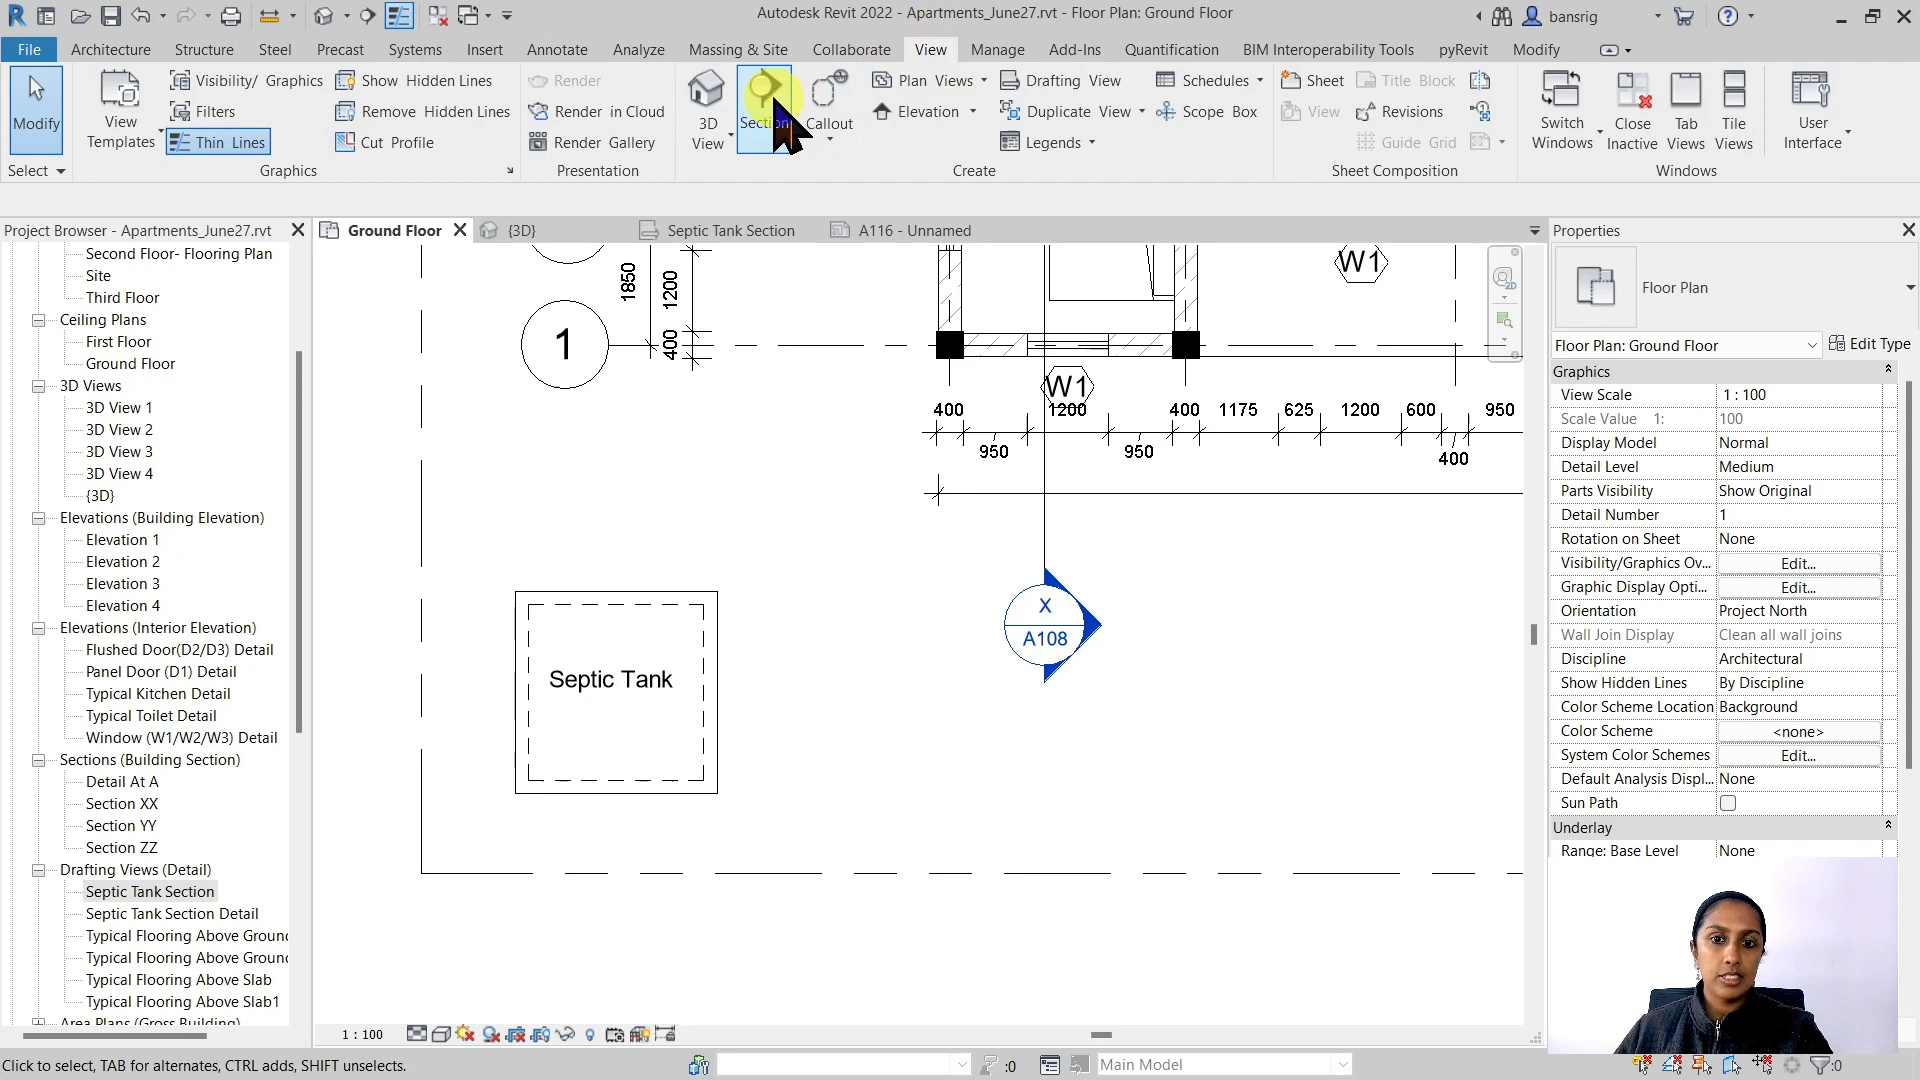 Autodesk Revit 2022 - Apartments_June27.rvt - Floor Plan: Ground Floor
bansrig
File Architecture Structure Steel Precast Systems Insert Annotate Analyze Massing & Site Collaborate View Manage Add-Ins Quantification BIM Interoperability Tools pyRevit Modify
Modify
View Templates
Visibility/ Graphics
Filters
Thin Lines
Show Hidden Lines
Remove Hidden Lines
Cut Profile
Render
Render in Cloud
Render Gallery
3D View
Section
Callout
Plan Views
Elevation
Drafting View
Duplicate View
Legends
Schedules
Scope Box
Sheet
View
Title Block
Revisions
Guide Grid
Switch Windows
Close Inactive
Tab Views
Tile Views
User Interface
Select Graphics Presentation Create Sheet Composition Windows
Project Browser - Apartments_June27.rvt
Second Floor- Flooring Plan
Site
Third Floor
Ceiling Plans
First Floor
Ground Floor
3D Views
3D View 1
3D View 2
3D View 3
3D View 4
{3D}
Elevations (Building Elevation)
Elevation 1
Elevation 2
Elevation 3
Elevation 4
Elevations (Interior Elevation)
Flushed Door(D2/D3) Detail
Panel Door (D1) Detail
Typical Kitchen Detail
Typical Toilet Detail
Window (W1/W2/W3) Detail
Sections (Building Section)
Detail At A
Section XX
Section YY
Section ZZ
Drafting Views (Detail)
Septic Tank Section
Septic Tank Section Detail
Typical Flooring Above Ground
Typical Flooring Above Ground
Typical Flooring Above Slab
Typical Flooring Above Slab1
Area Plans (Gross Building)
Ground Floor {3D} Septic Tank Section A116 - Unnamed
1850
1200
400
1
W1
W1
400 1200 400 1175 625 1200 600 950
950 950 400
X
A108
Septic Tank
1 : 100
Properties
Floor Plan
Floor Plan: Ground Floor Edit Type
Graphics
View Scale 1 : 100
Scale Value 1: 100
Display Model Normal
Detail Level Medium
Parts Visibility Show Original
Detail Number 1
Rotation on Sheet None
Visibility/Graphics Ov... Edit...
Graphic Display Opti... Edit...
Orientation Project North
Wall Join Display Clean all wall joins
Discipline Architectural
Show Hidden Lines By Discipline
Color Scheme Location Background
Color Scheme <none>
System Color Schemes Edit...
Default Analysis Displ... None
Sun Path
Underlay
Range: Base Level None
Click to select, TAB for alternates, CTRL adds, SHIFT unselects.
:0
Main Model
:0